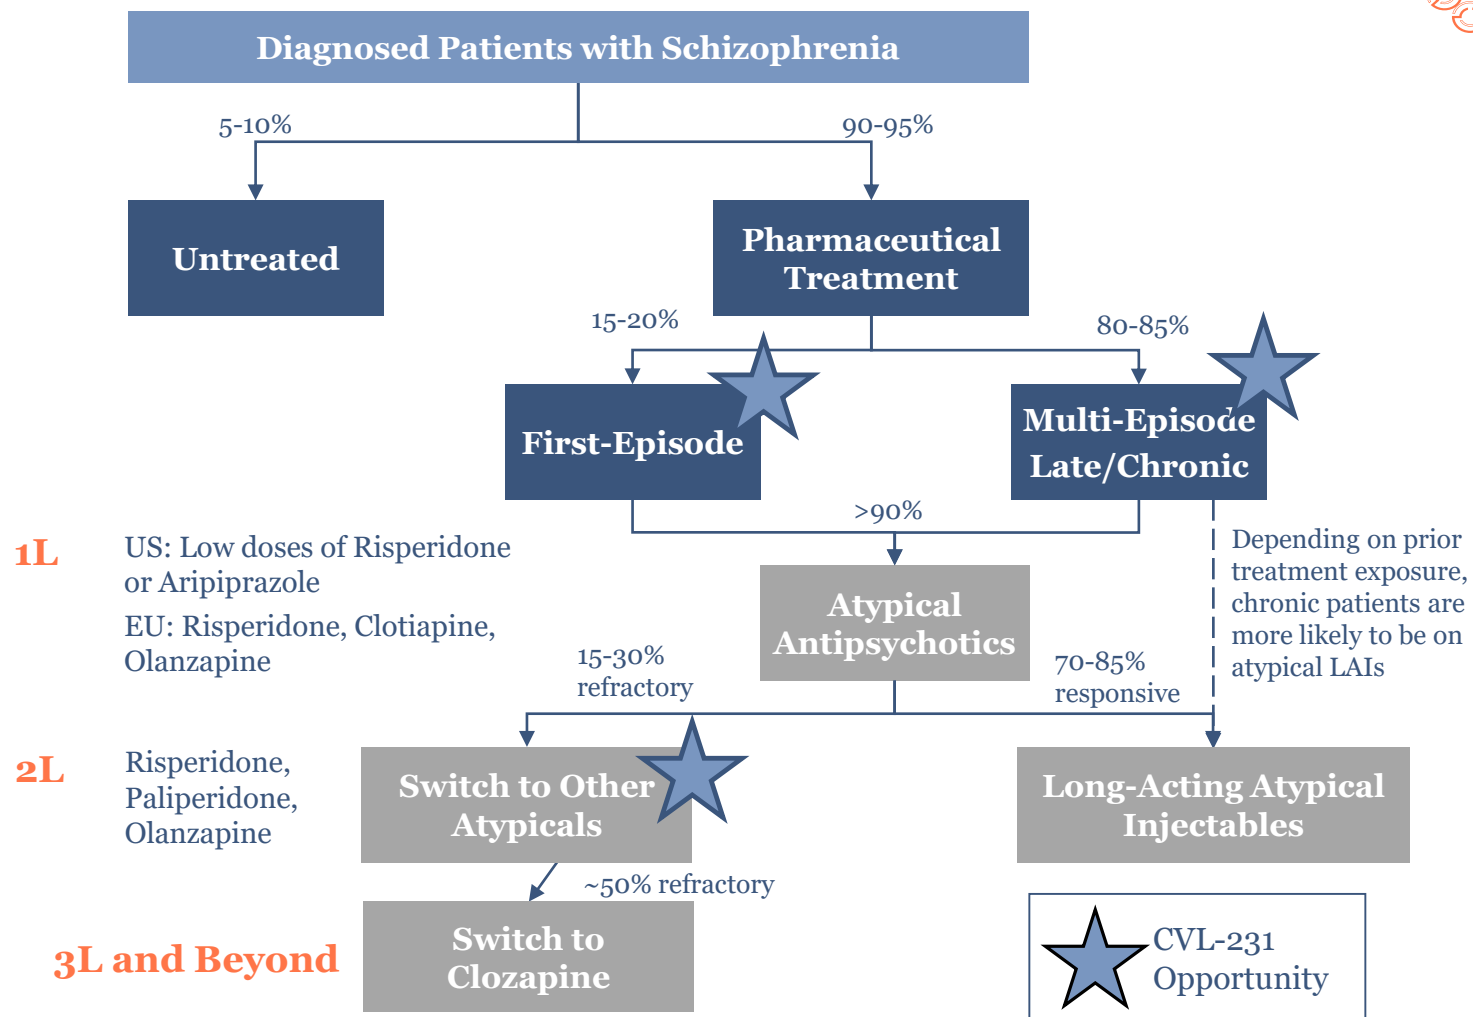 Diagnosed Patients with Schizophrenia
5-10%
90-95%
Untreated
Pharmaceutical
Treatment
15-20%
80-85%
First-Episode
Multi-Episode
Late/Chronic
>90%
1L
US: Low doses of Risperidone
or Aripiprazole
EU: Risperidone, Clotiapine,
Olanzapine
Atypical
Antipsychotics
Depending on prior
treatment exposure,
chronic patients are
more likely to be on
atypical LAIs
15-30%
refractory
70-85%
responsive
2L
Risperidone,
Paliperidone,
Olanzapine
Switch to Other
Atypicals
Long-Acting Atypical
Injectables
~50% refractory
3L and Beyond
Switch to
Clozapine
CVL-231
Opportunity